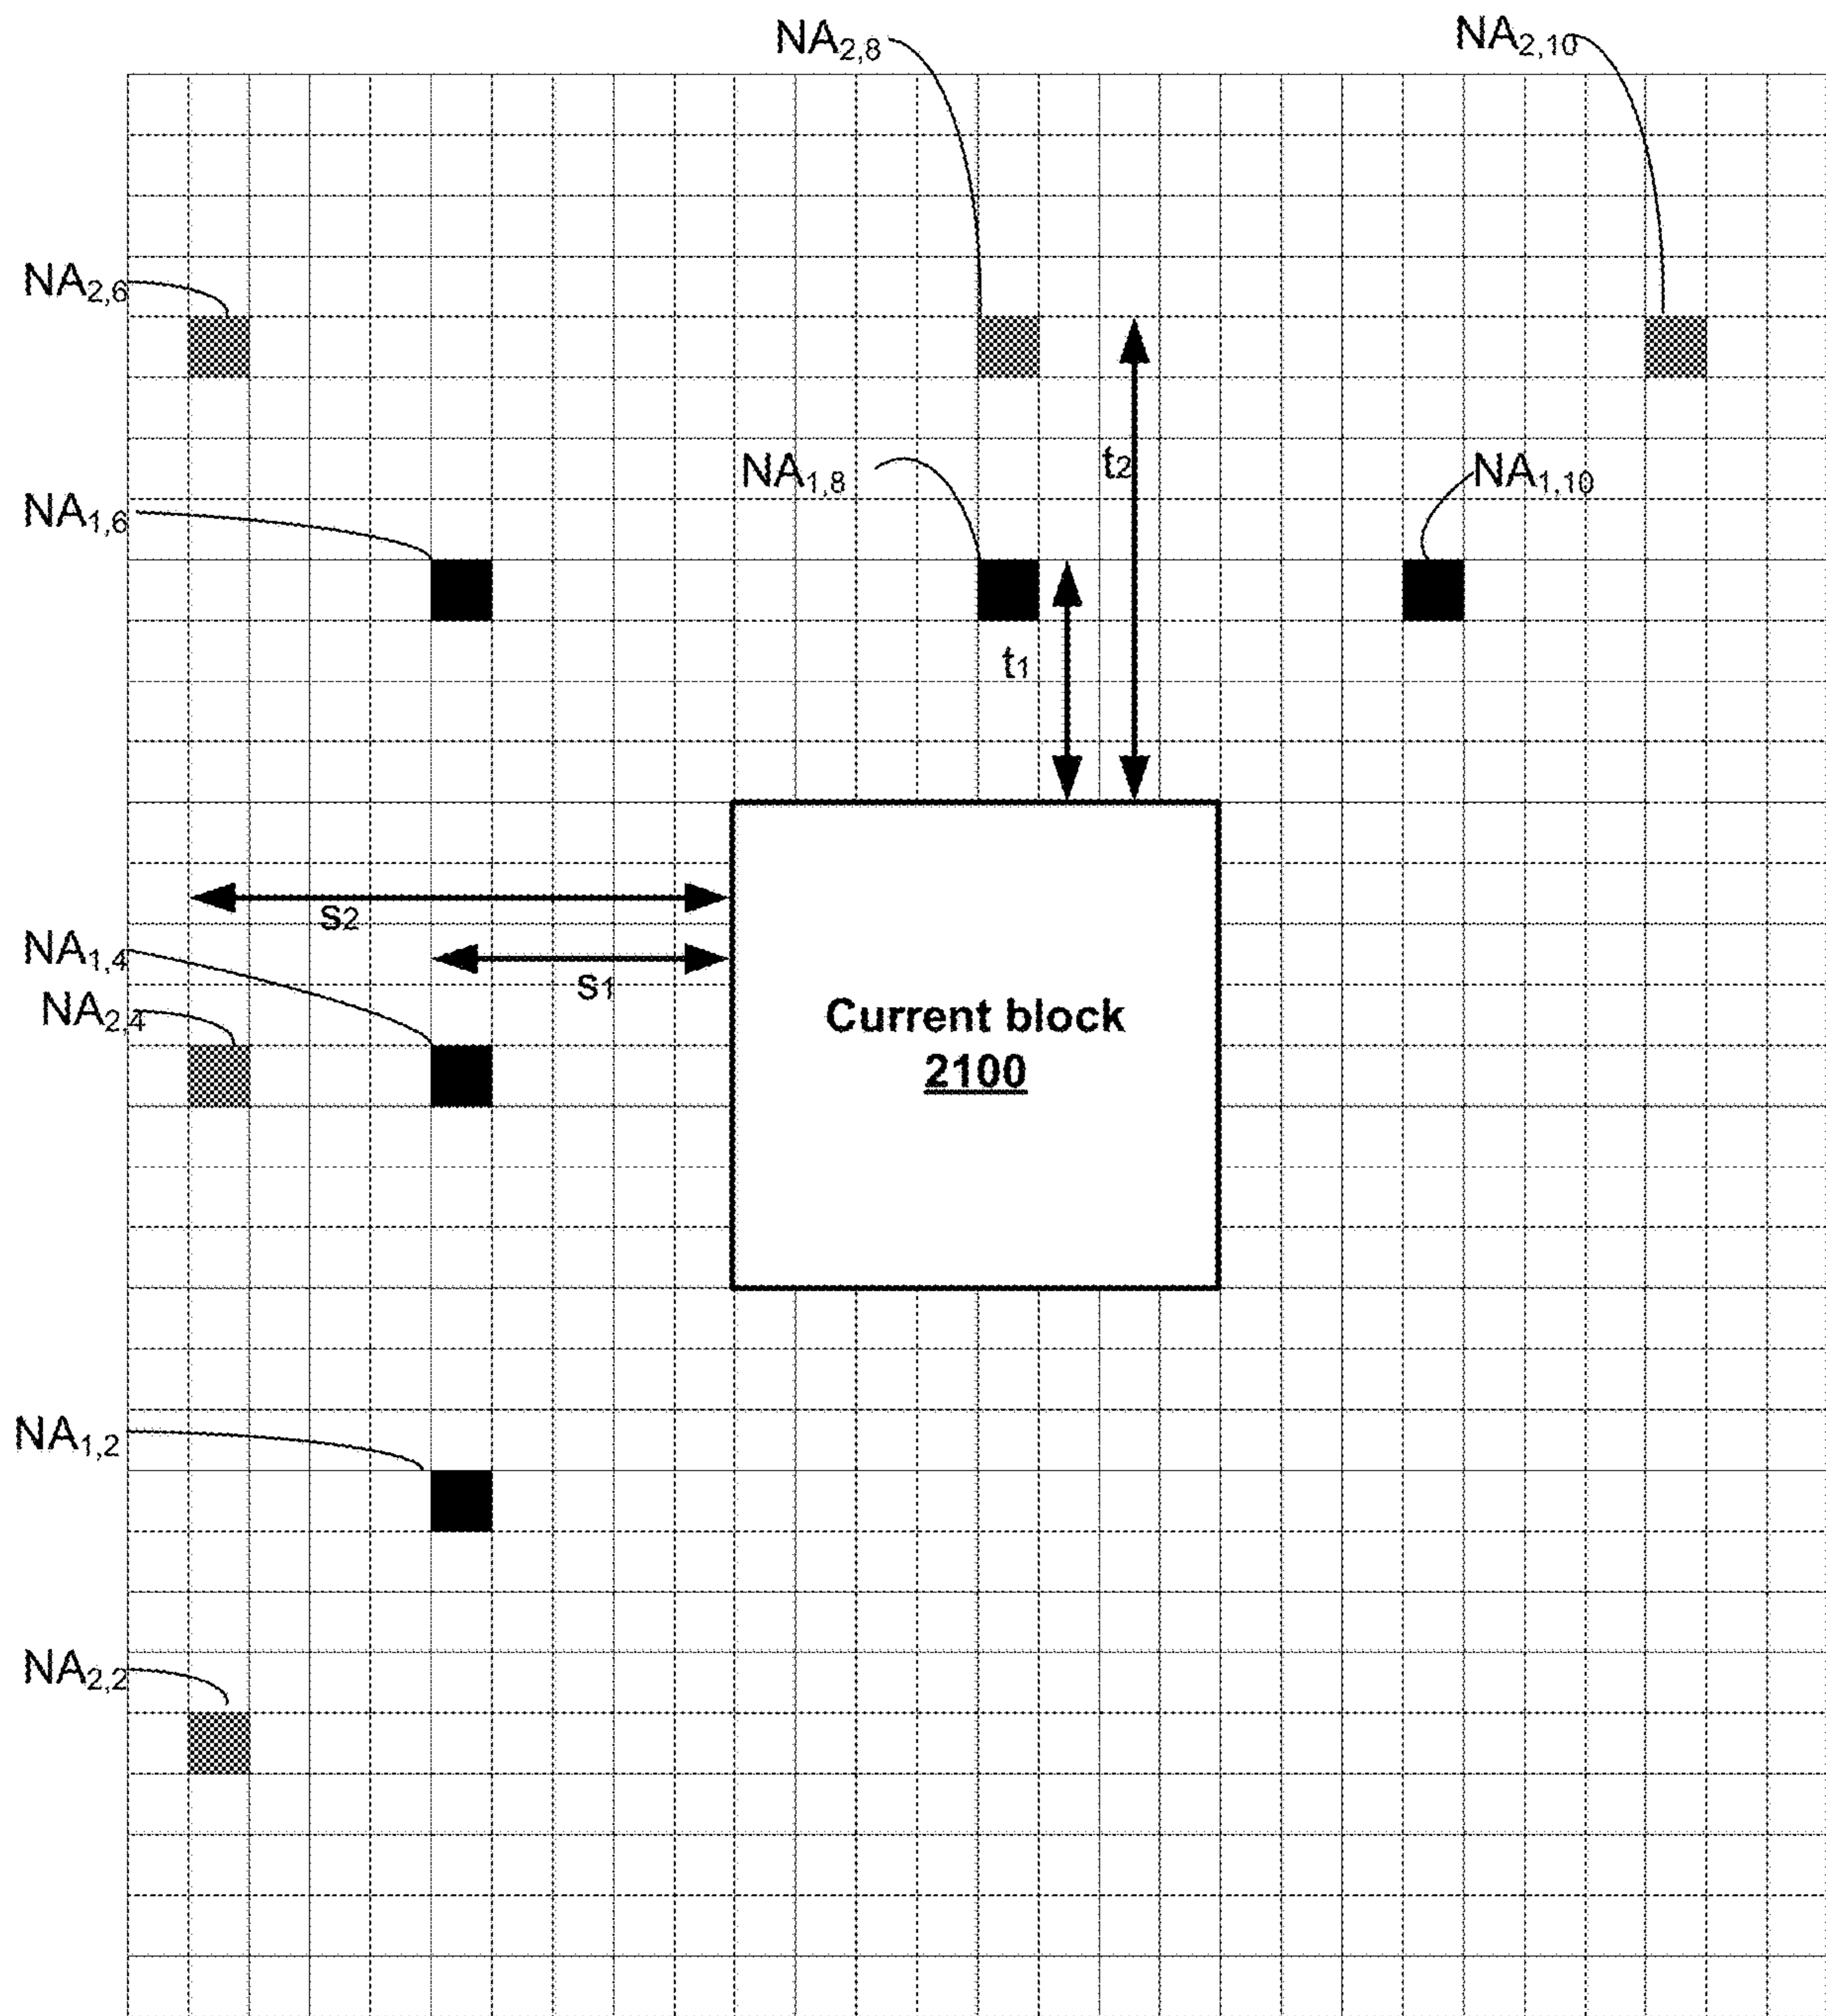 NA2,8
NA2,10
NA2,6
t2
NA1,8
NA1,10
NA1,6
t1
s2
NA1,4
s1
NA2,4
Current block
2100
NA1,2
NA2,2